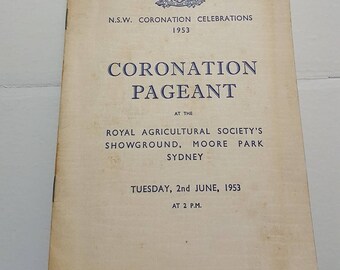 N.S.W. CORONATION CELEBRATIONS
1953
CORONATION
PAGEANT
AT THE
ROYAL AGRICULTURAL SOCIETY'S
SHOWGROUND, MOORE PARK
SYDNEY
TUESDAY, 2nd JUNE, 1953
AT 2 P.M.